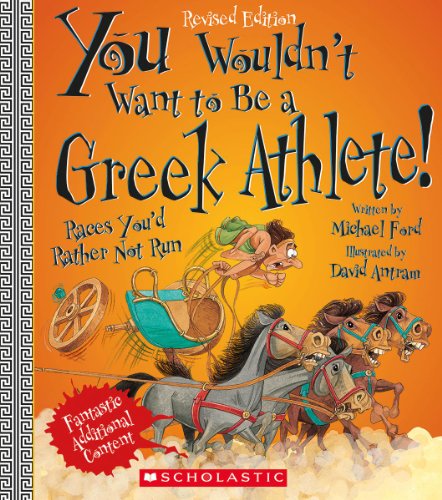 Revised Edition
You Wouldn't
Want to Be a
Greek Athlete!
Races You'd
Rather Not Run
Written by
Michael Ford
Illustrated by
David Antram
Fantastic
Additional
Content
SCHOLASTIC